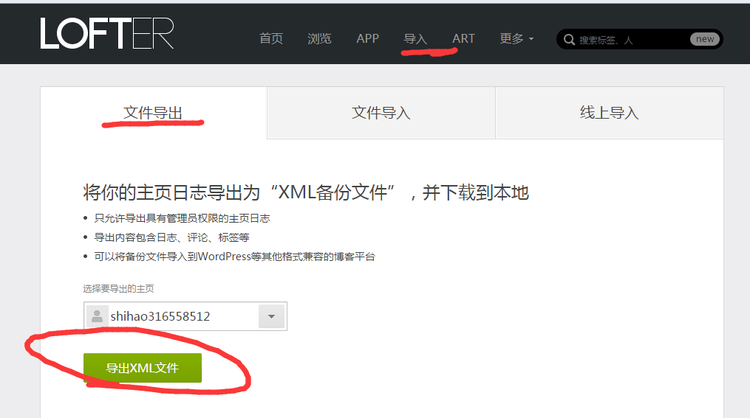 LOFTER
首页 浏览 APP 导入 ART 更多 搜索标签、人 new
文件导出 文件导入 线上导入
将你的主页日志导出为“XML备份文件”，并下载到本地
• 只允许导出具有管理员权限的主页日志
• 导出内容包含日志、评论、标签等
• 可以将备份文件导入到WordPress等其他格式兼容的博客平台
选择要导出的主页
shihao316558512
导出XML文件